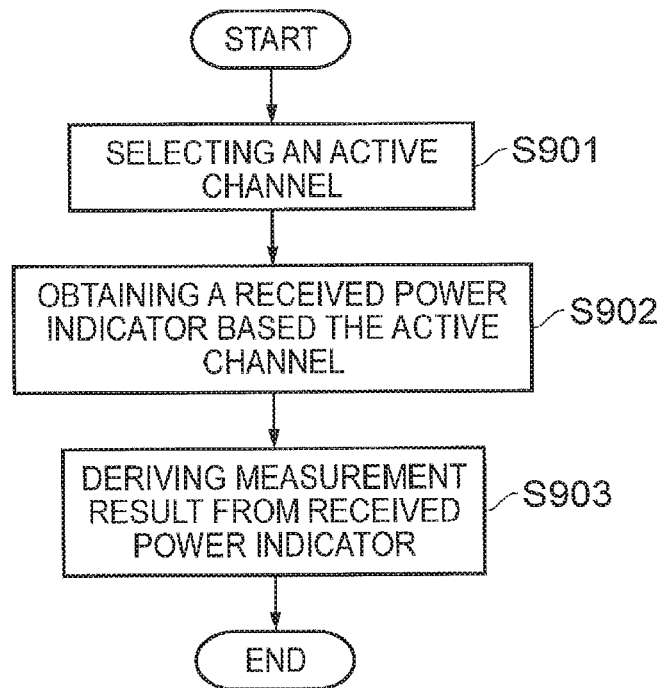 START
SELECTING AN ACTIVE
CHANNEL
S901
OBTAINING A RECEIVED POWER
INDICATOR BASED THE ACTIVE
CHANNEL
S902
DERIVING MEASUREMENT
RESULT FROM RECEIVED
POWER INDICATOR
S903
END